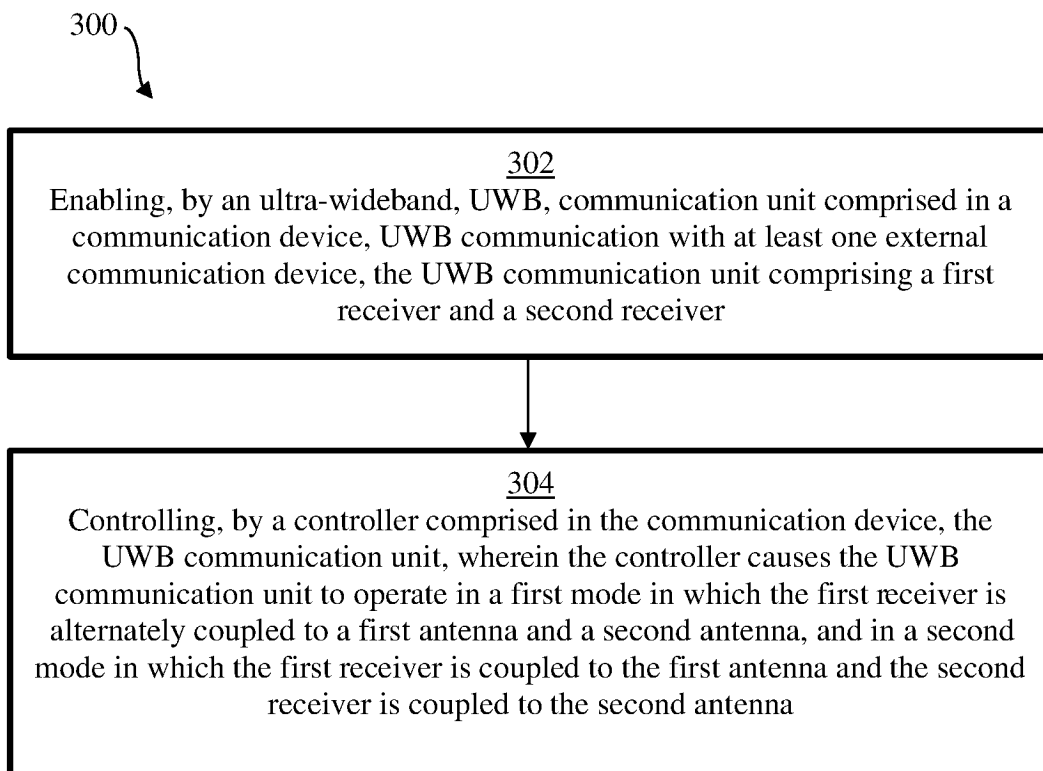 300
302
Enabling, by an ultra-wideband, UWB, communication unit comprised in a
communication device, UWB communication with at least one external
communication device, the UWB communication unit comprising a first
receiver and a second receiver
304
Controlling, by a controller comprised in the communication device, the
UWB communication unit, wherein the controller causes the UWB
communication unit to operate in a first mode in which the first receiver is
alternately coupled to a first antenna and a second antenna, and in a second
mode in which the first receiver is coupled to the first antenna and the second
receiver is coupled to the second antenna